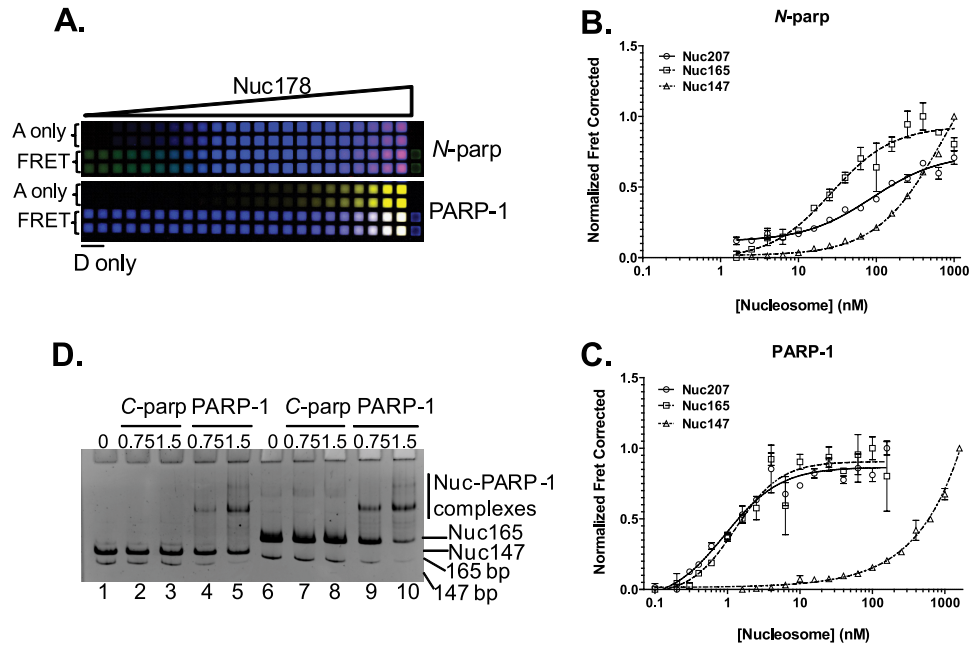 A.
Nuc178
A only
FRET
N-parp
A only
FRET
PARP-1
D only
B.
N-parp
Normalized Fret Corrected
1.5
1.0
0.5
0.0
0.1 1 10 100 1000
[Nucleosome] (nM)
Nuc207
Nuc165
Nuc147
C.
PARP-1
Normalized Fret Corrected
1.5
1.0
0.5
0.0
0.1 1 10 100 1000
[Nucleosome] (nM)
Nuc207
Nuc165
Nuc147
D.
C-parp PARP-1 C-parp PARP-1
0 0.75 1.5 0.75 1.5 0 0.75 1.5 0.75 1.5
Nuc-PARP-1
complexes
Nuc165
Nuc147
165 bp
147 bp
1 2 3 4 5 6 7 8 9 10